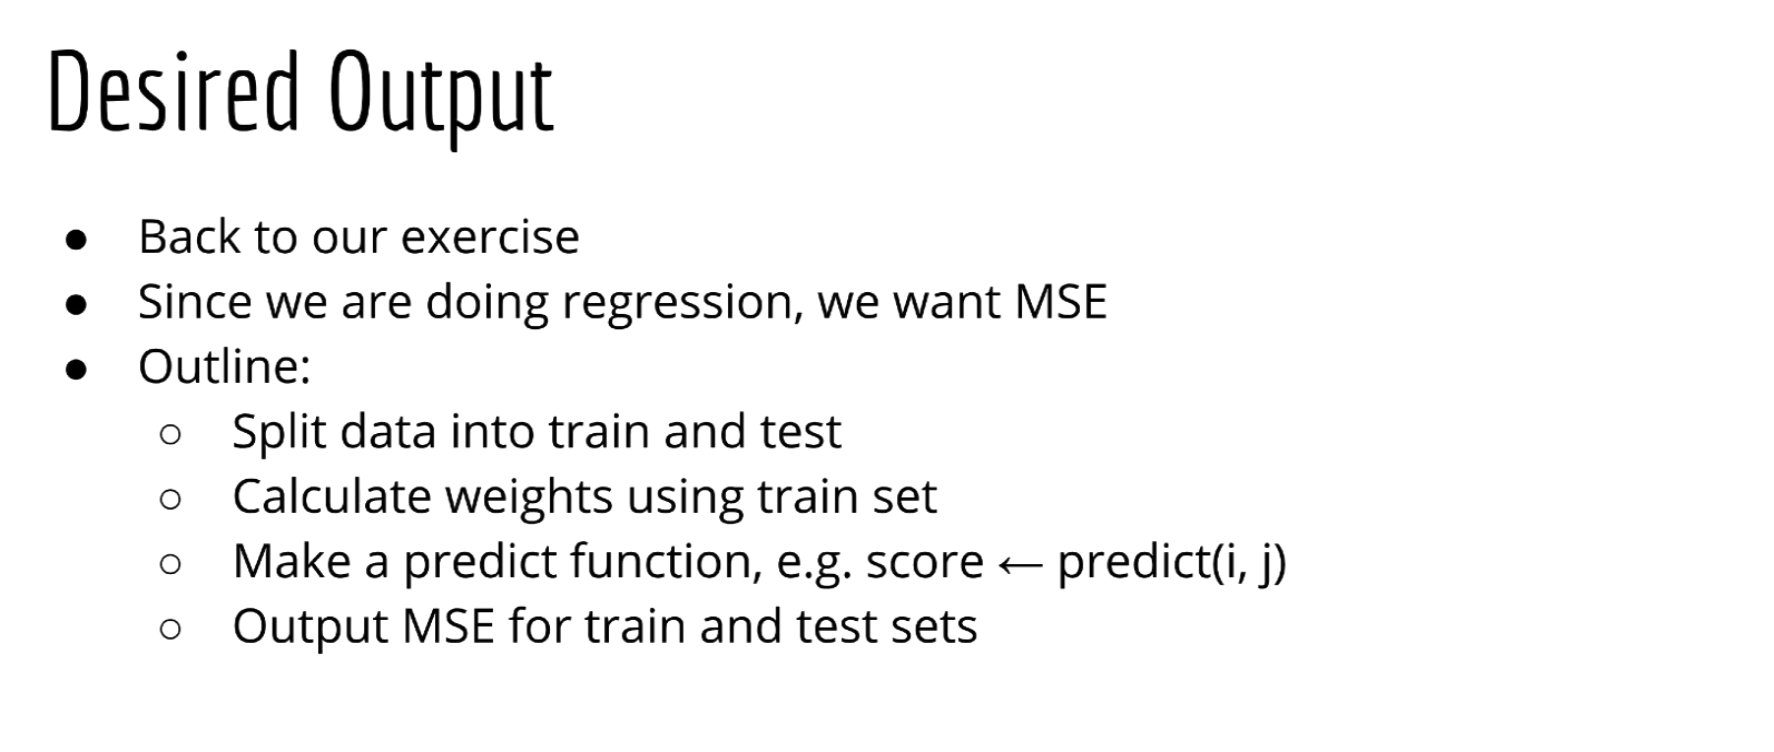 Desired Output
● Back to our exercise
● Since we are doing regression, we want MSE
● Outline:
○ Split data into train and test
○ Calculate weights using train set
○ Make a predict function, e.g. score ← predict(i, j)
○ Output MSE for train and test sets